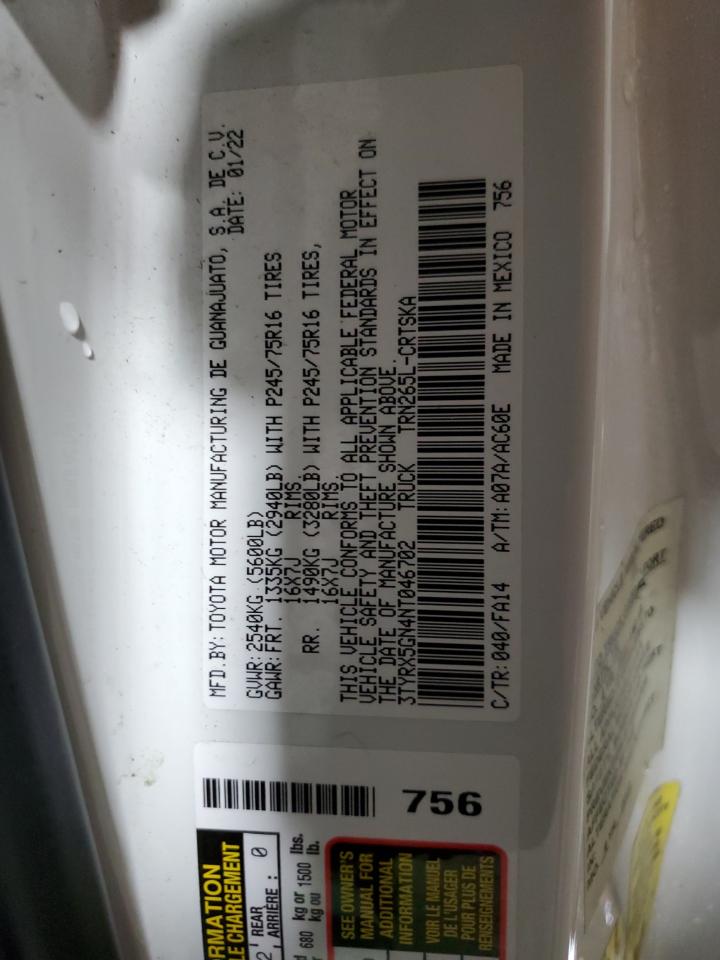 MFD.BY: TOYOTA MOTOR MANUFACTURING DE GUANAJUATO, S.A. DE C.V.
DATE: 01/22
GVWR: 2540KG (5600LB)
GAWR: FRT. 1335KG (2940LB) WITH P245/75R16 TIRES
16X7J RIMS
RR. 1490KG (3280LB) WITH P245/75R16 TIRES,
16X7J RIMS
THIS VEHICLE CONFORMS TO ALL APPLICABLE FEDERAL MOTOR
VEHICLE SAFETY AND THEFT PREVENTION STANDARDS IN EFFECT ON
THE DATE OF MANUFACTURE SHOWN ABOVE.
3TYRX5GN4NT046702 TRUCK TRN265L-CRTSKA
C/TR: 040/FA14 A/TM: A07A/AC60E MADE IN MEXICO 756
756
ORMATION
LE CHARGEMENT
2, REAR
ARRIÈRE : 0
680 kg or 1500 lbs.
kg ou lb.
SEE OWNER'S
MANUAL FOR
ADDITIONAL
INFORMATION
VOIR LE MANUEL
DE L'USAGER
POUR PLUS DE
RENSEIGNEMENTS